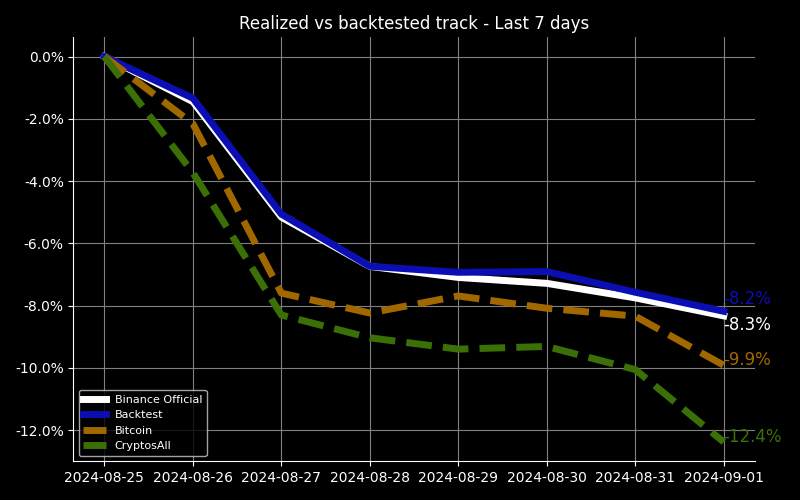 Realized vs backtested track - Last 7 days
0.0%
-2.0%
-4.0%
-6.0%
-8.0%
-10.0%
-12.0%
-8.2%
-8.3%
-9.9%
-12.4%
Binance Official
Backtest
Bitcoin
CryptosAll
2024-08-25 2024-08-26 2024-08-27 2024-08-28 2024-08-29 2024-08-30 2024-08-31 2024-09-01